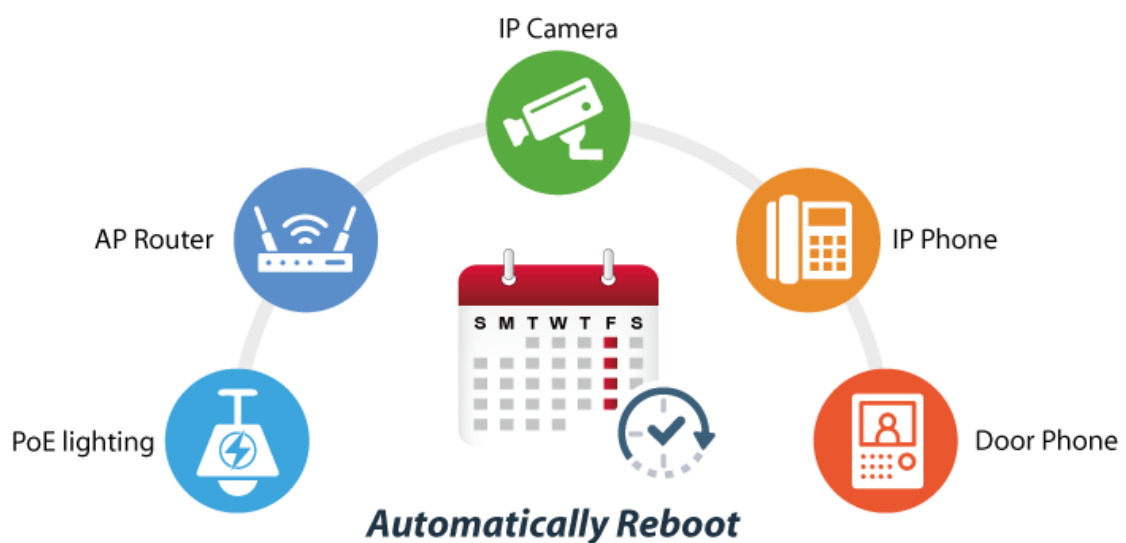 IP Camera
AP Router
IP Phone
S M T W T F S
PoE lighting
Door Phone
Automatically Reboot